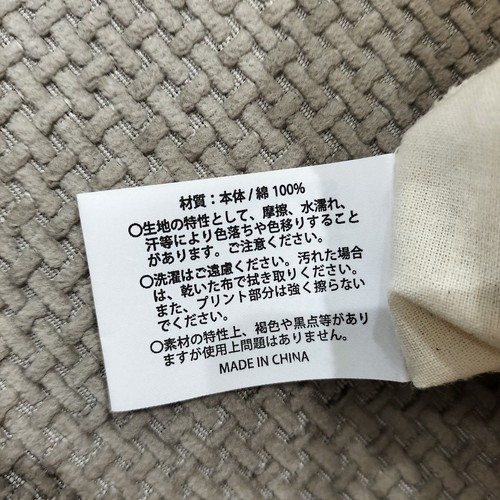 材質：本体 / 綿 100%
○生地の特性として、摩擦、水濡れ、
汗等により色落ちや色移りすること
があります。ご注意ください。
○洗濯はご遠慮ください。汚れた場合
は、乾いた布で拭き取りください。
また、プリント部分は強く擦らない
でください。
○素材の特性上、褐色や黒点等があり
ますが使用上問題はありません。
MADE IN CHINA